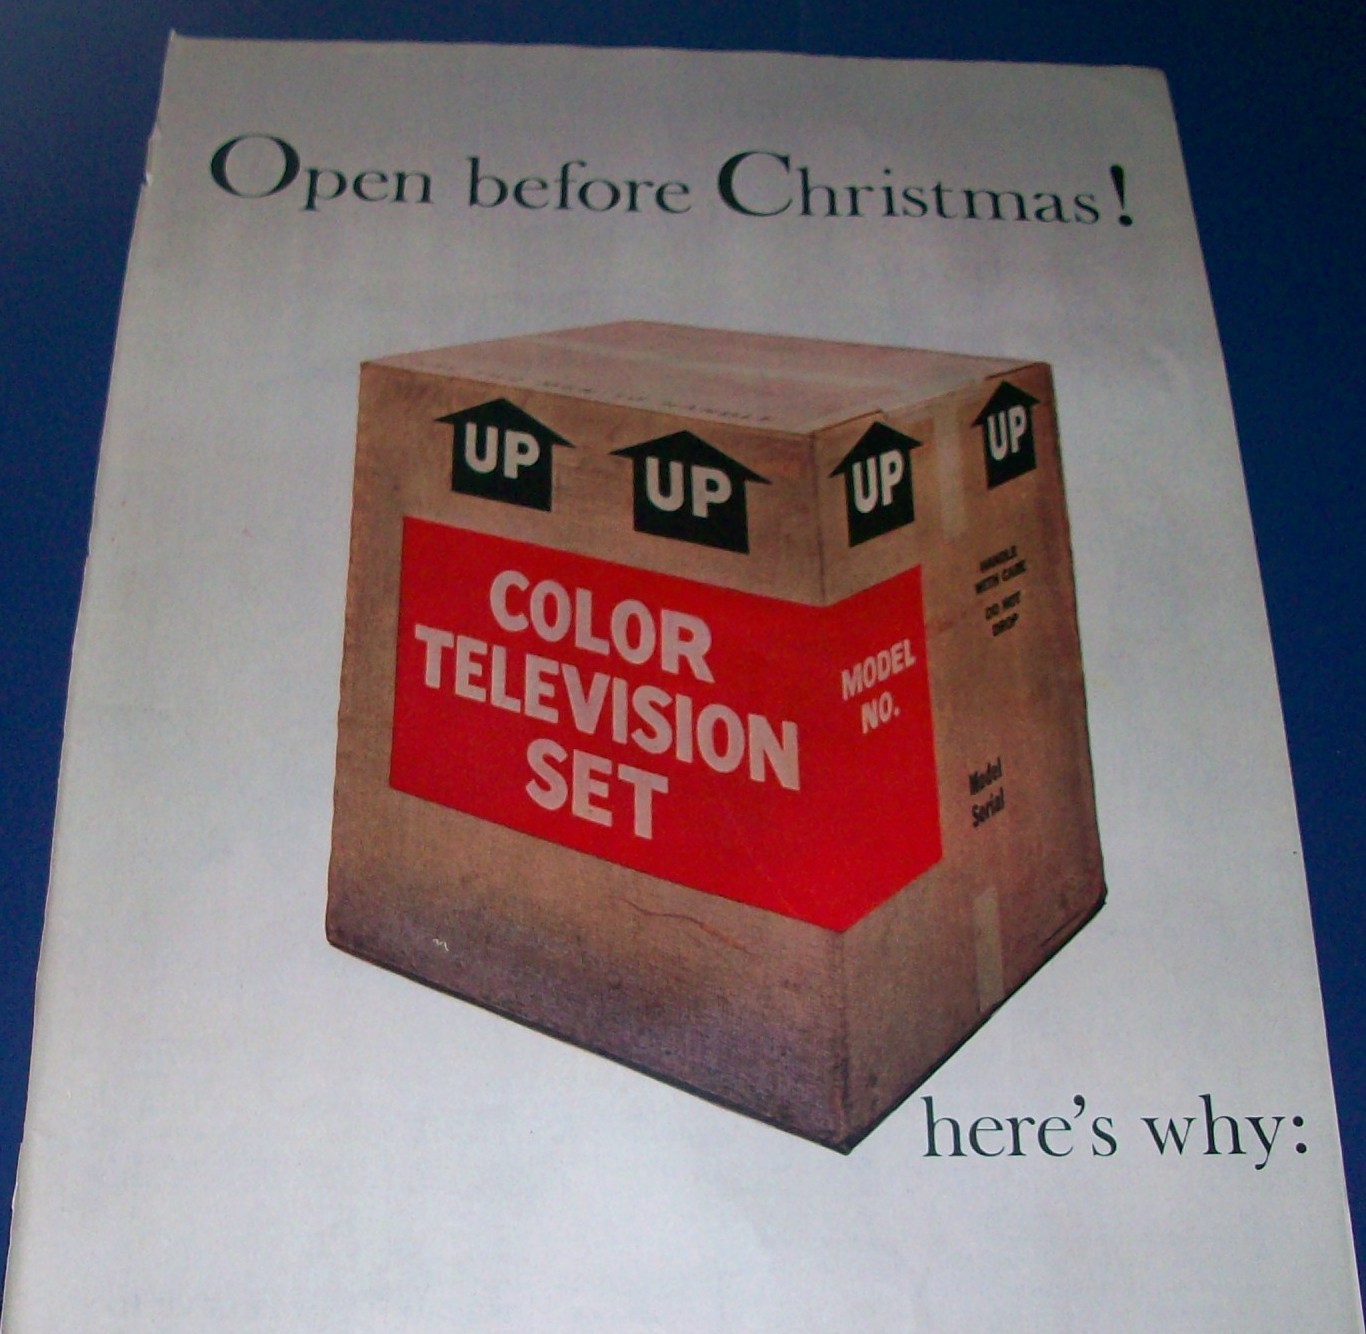 Open before Christmas!
UP
UP
UP
UP
COLOR
TELEVISION
SET
MODEL
NO.
HANDLE
WITH CARE
DO NOT
DROP
Model
Serial
here's why: